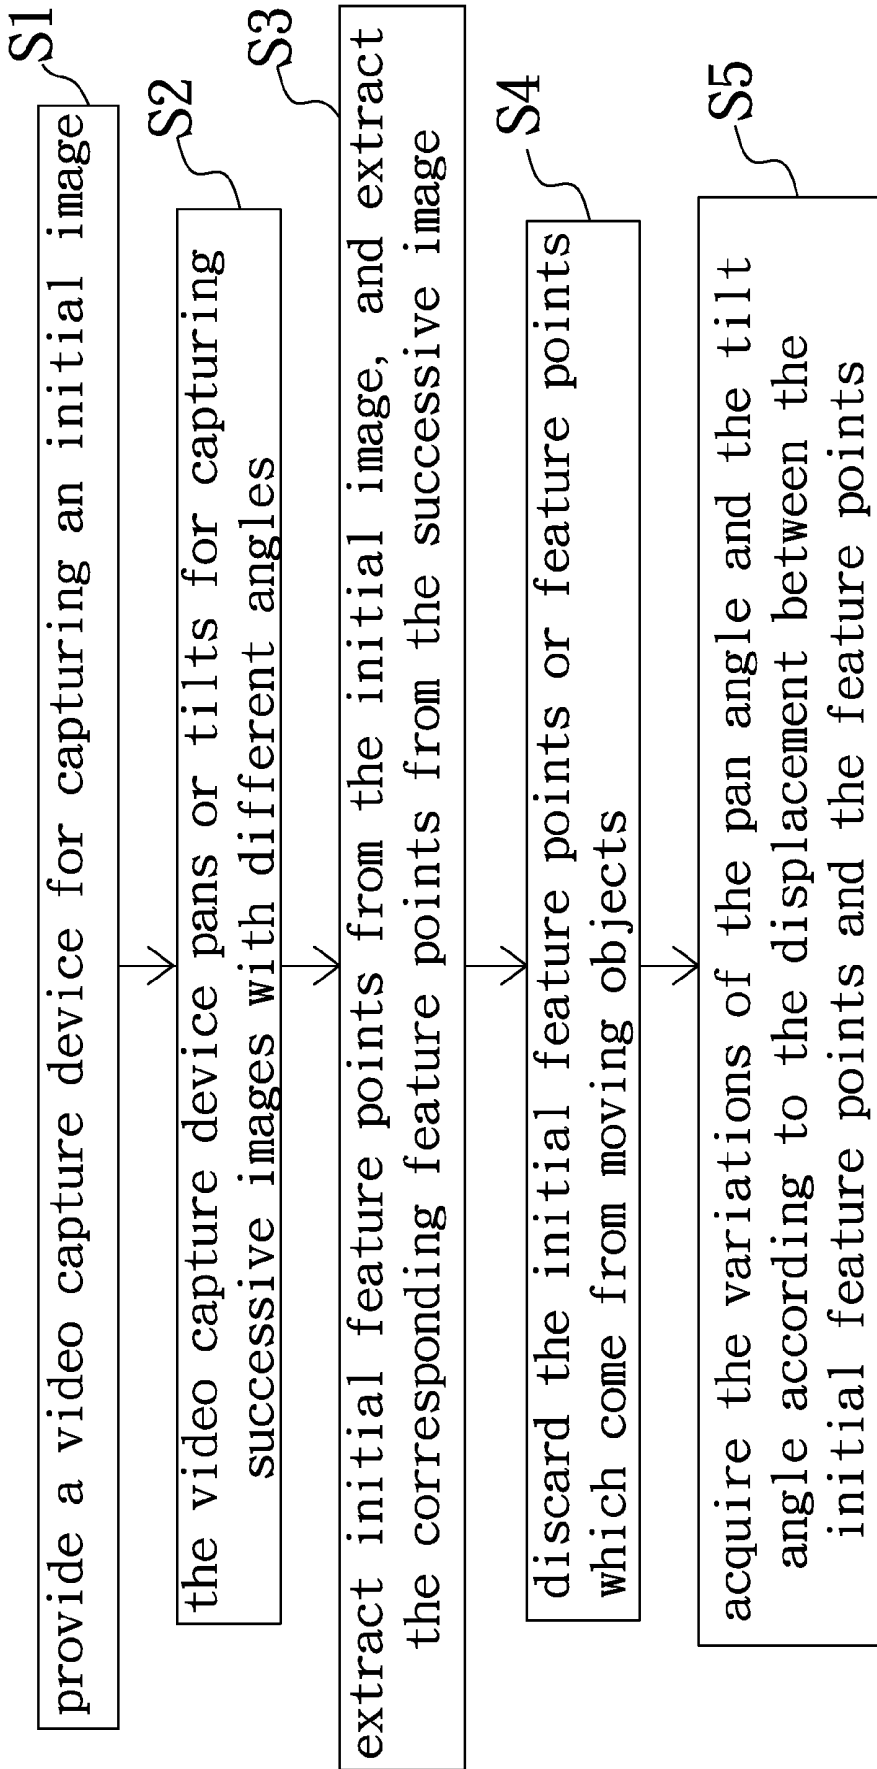 S1
provide a video capture device for capturing an initial image
S2
the video capture device pans or tilts for capturing
successive images with different angles
S3
extract initial feature points from the initial image, and extract
the corresponding feature points from the successive image
S4
discard the initial feature points or feature points
which come from moving objects
S5
acquire the variations of the pan angle and the tilt
angle according to the displacement between the
initial feature points and the feature points